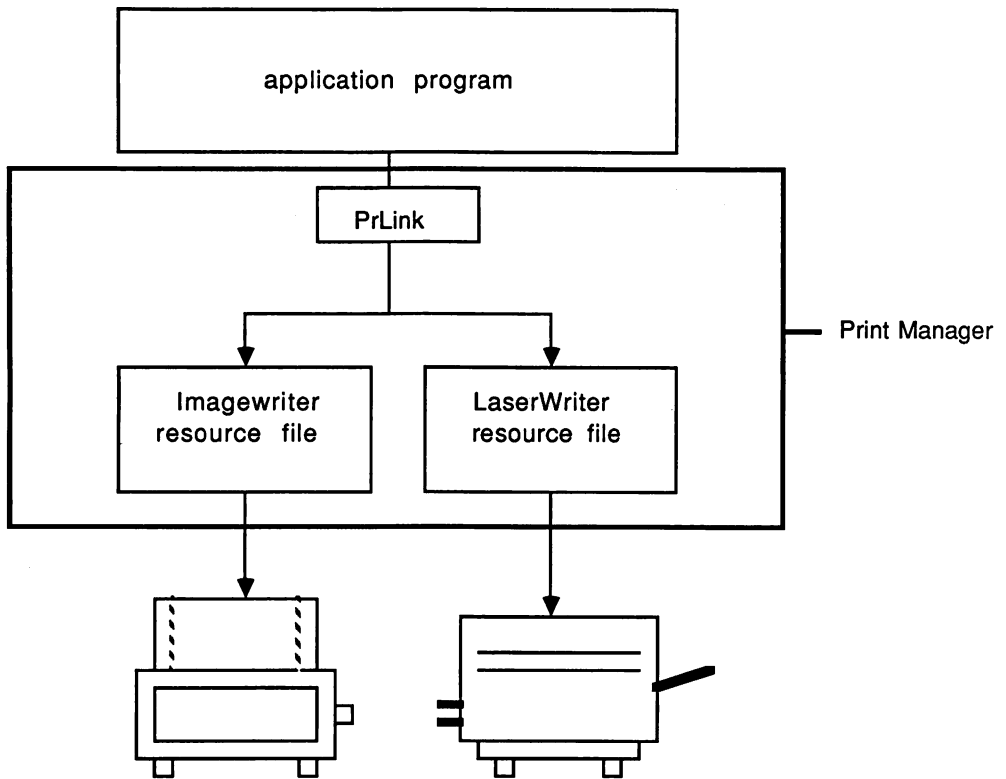 application program
PrLink
Print Manager
Imagewriter
resource file
LaserWriter
resource file